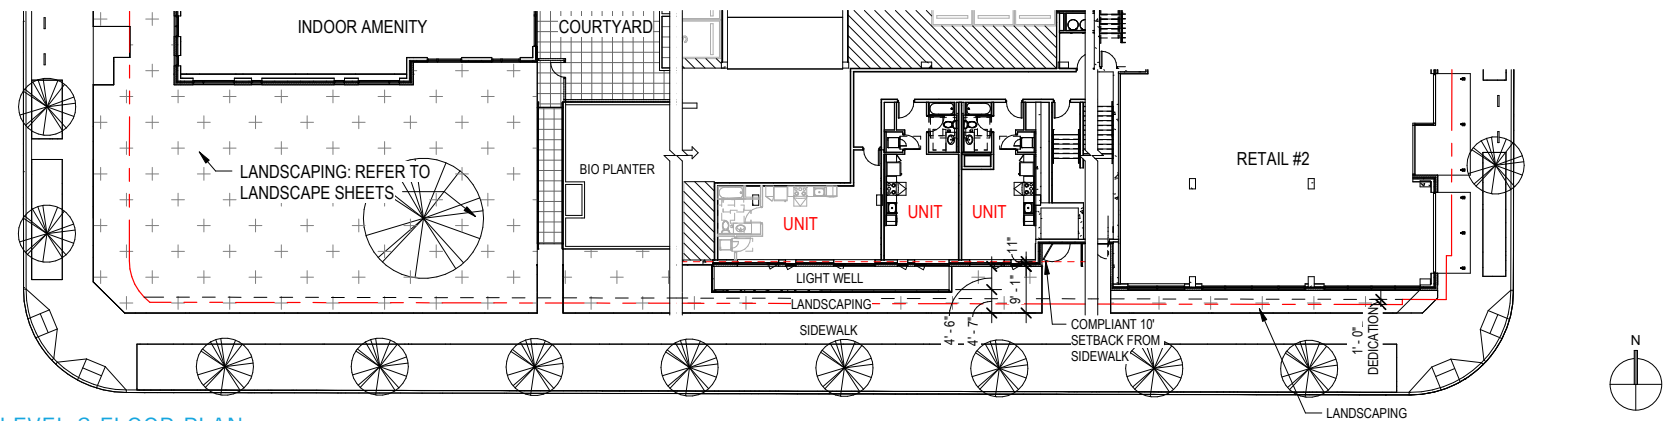 INDOOR AMENITY
COURTYARD
LANDSCAPING: REFER TO
LANDSCAPE SHEETS
BIO PLANTER
RETAIL #2
UNIT
UNIT
UNIT
LIGHT WELL
LANDSCAPING
SIDEWALK
4' - 6"
4' - 7"
9' - 1"
11"
COMPLIANT 10'
SETBACK FROM
SIDEWALK
1' - 0"
DEDICATION
LANDSCAPING
N